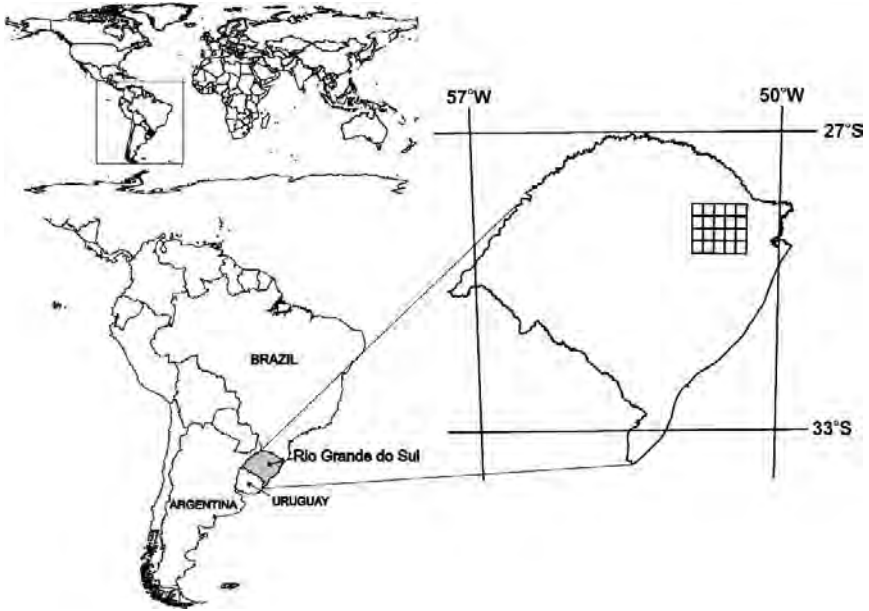 57°W
50°W
27°S
BRAZIL
33°S
Rio Grande do Sul
ARGENTINA
URUGUAY